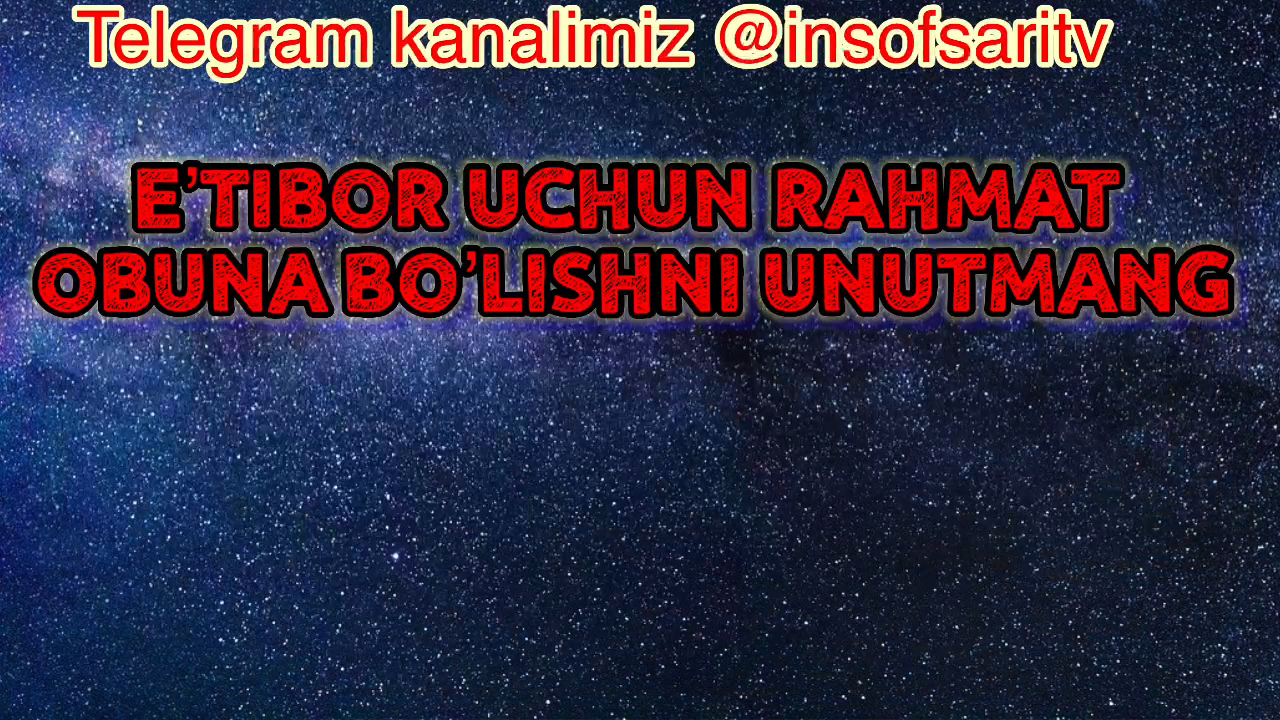 Telegram kanalimiz @insofsaritv
E’TIBOR UCHUN RAHMAT
OBUNA BO’LISHNI UNUTMANG